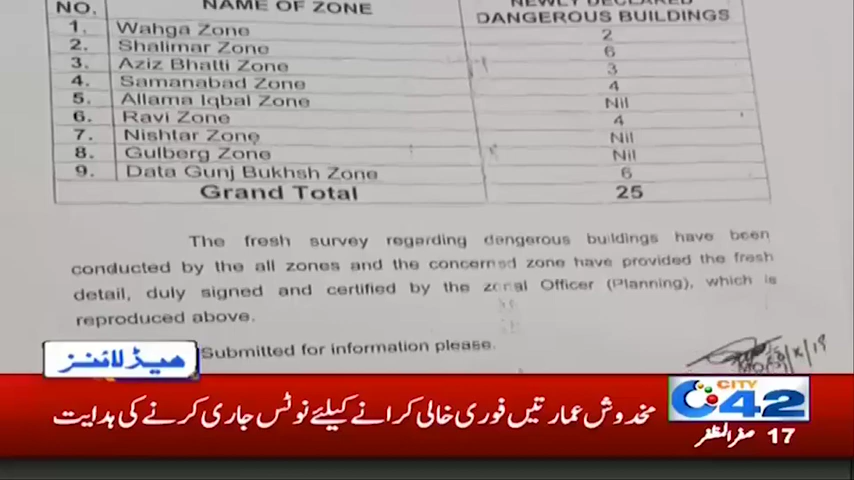 NO. NAME OF ZONE NEWLY DECLARED DANGEROUS BUILDINGS
1. Wahga Zone 2
2. Shalimar Zone 6
3. Aziz Bhatti Zone 3
4. Samanabad Zone 4
5. Allama Iqbal Zone Nil
6. Ravi Zone 4
7. Nishtar Zone Nil
8. Gulberg Zone Nil
9. Data Gunj Bukhsh Zone 6
Grand Total 25
The fresh survey regarding dangerous buildings have been
conducted by the all zones and the concerned zone have provided the fresh
detail, duly signed and certified by the zonal Officer (Planning), which is
reproduced above.
Submitted for information please.
ہیڈلائنز
CITY 42
مخدوش عمارتیں فوری خالی کرانے کیلئے نوٹس جاری کرنے کی ہدایت
17 صفرالمظفر